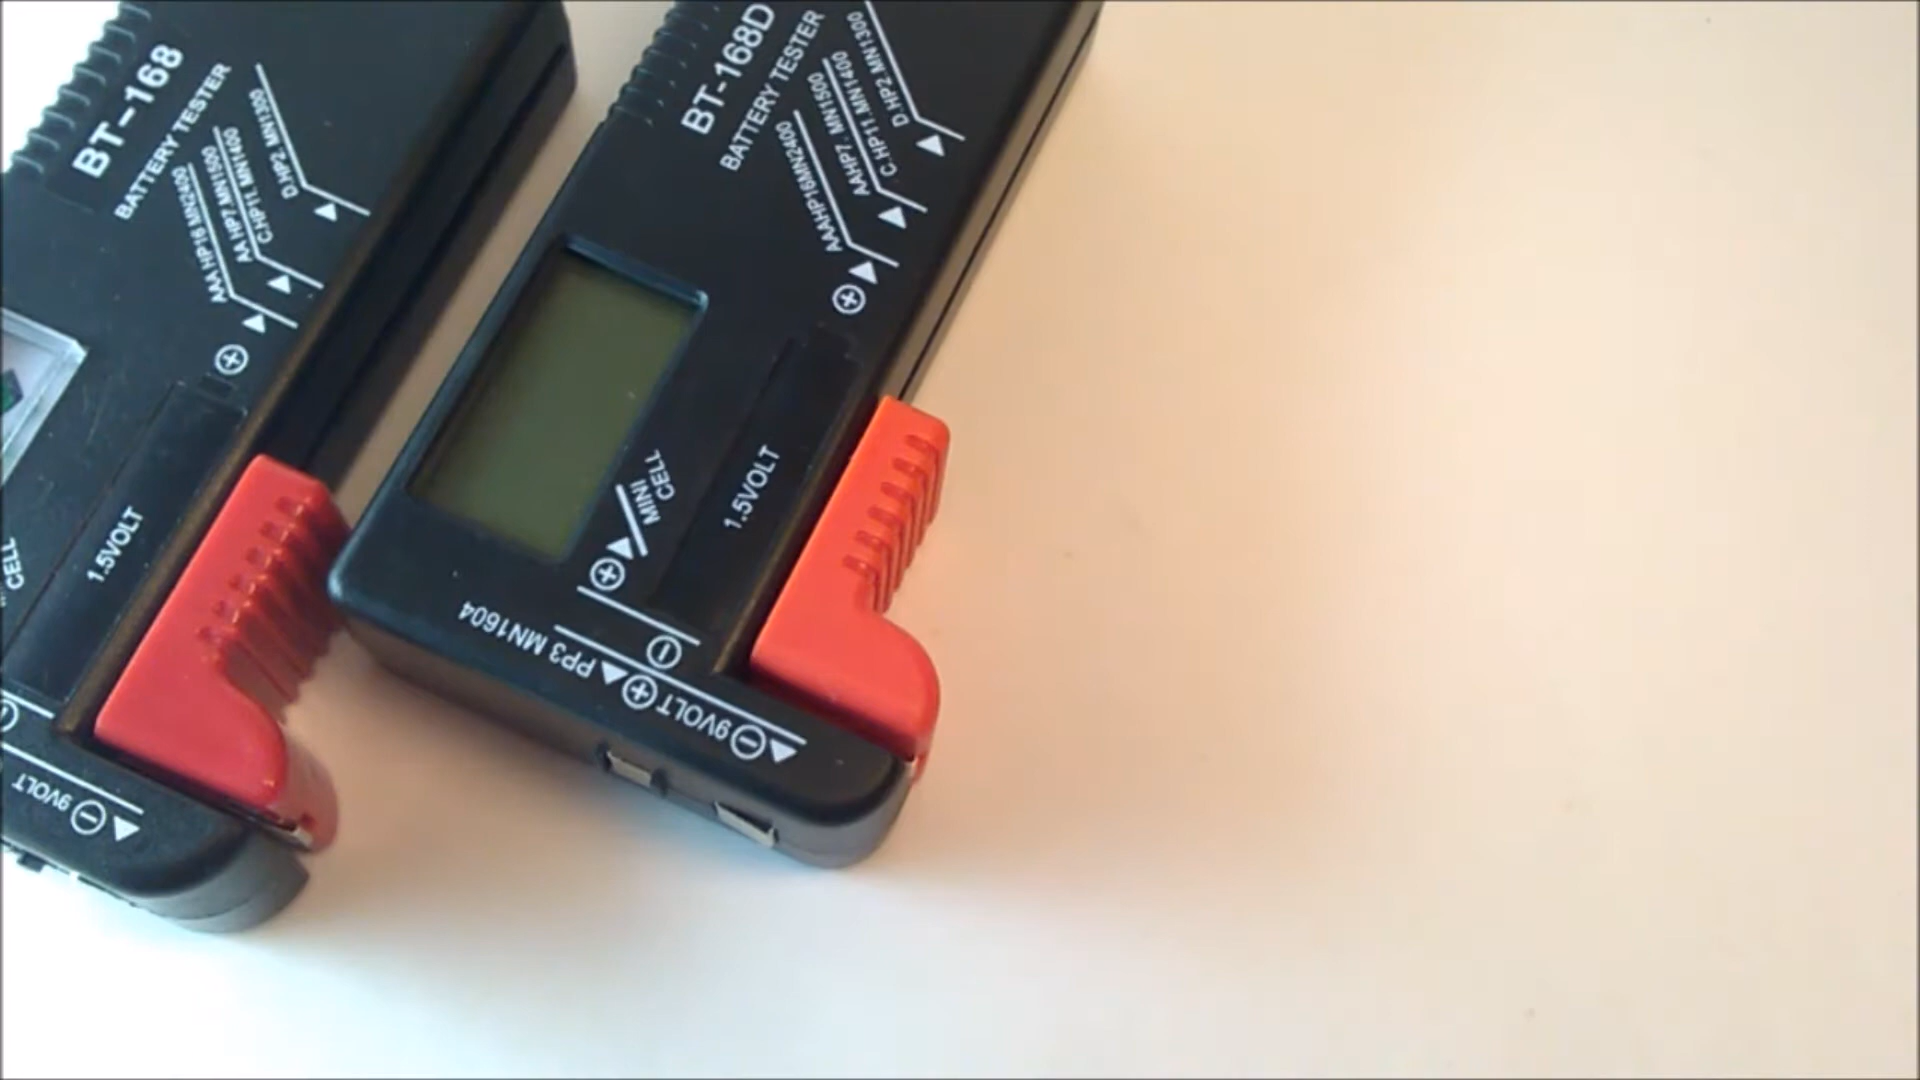 BT-168
BATTERY TESTER
D.HP2.MN1300
C.HP11.MN1400
AA HP7.MN1500
AAA HP16 MN2400
1.5VOLT
CELL
9VOLT
BT-168D
BATTERY TESTER
D.HP2.MN1300
C.HP11.MN1400
AAHP7.MN1500
AAAHP16MN2400
1.5VOLT
MINI
CELL
PP3 MN1604
9VOLT